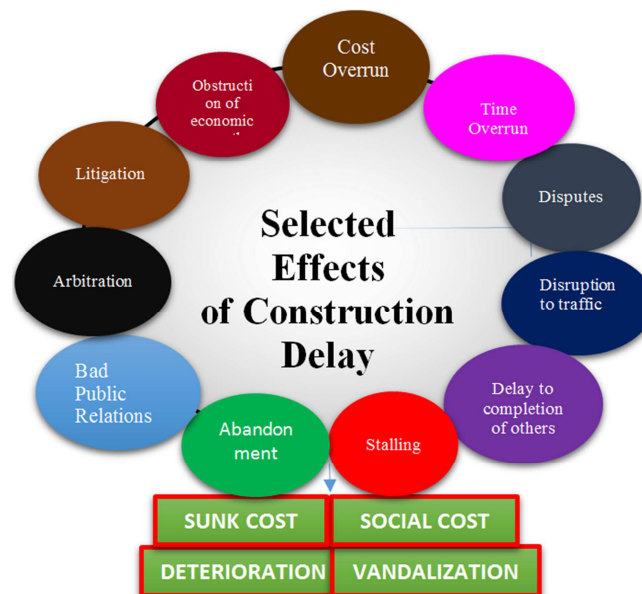 Cost
Overrun
Time
Overrun
Disputes
Disruption
to traffic
Delay to
completion
of others
Stalling
Abandon
ment
Bad
Public
Relations
Arbitration
Litigation
Obstructi
on of
economic
Selected
Effects
of Construction
Delay
SUNK COST
SOCIAL COST
DETERIORATION
VANDALIZATION